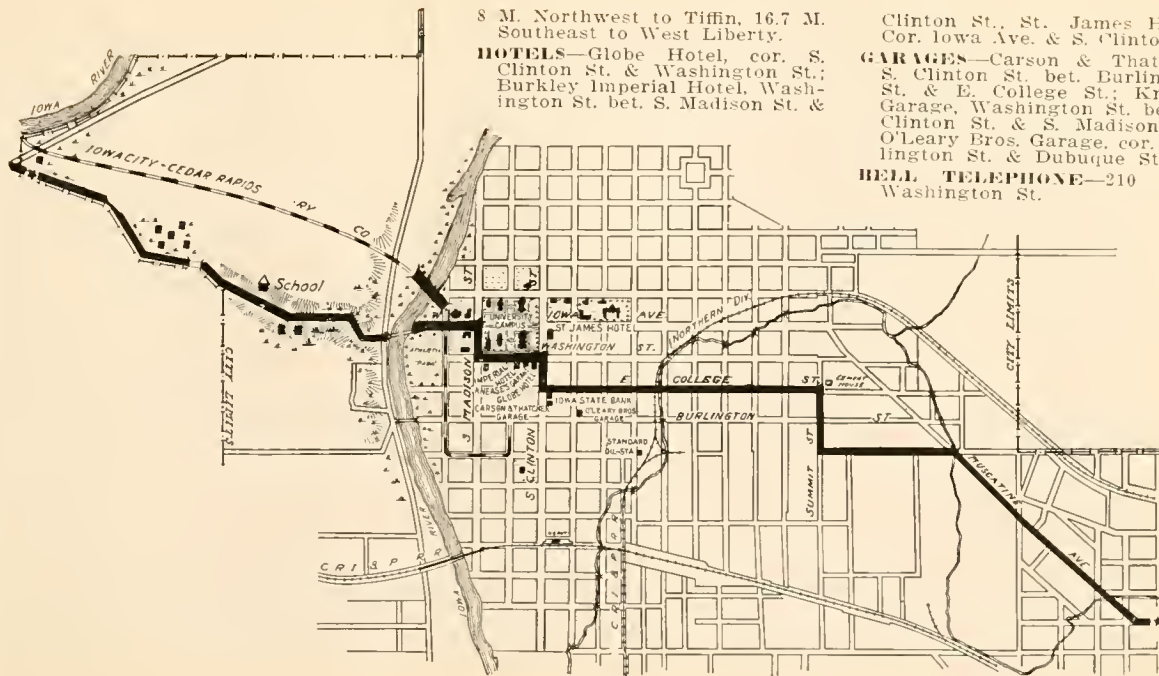 8 M. Northwest to Tiffin, 16.7 M.
Southeast to West Liberty.
HOTELS—Globe Hotel, cor. S.
Clinton St. & Washington St.;
Burkley Imperial Hotel, Wash-
ington St. bet. S. Madison St. &
Clinton St., St. James H
Cor. Iowa Ave. & S. Clinto
GARAGES—Carson & That
S. Clinton St. bet. Burlin
St. & E. College St.; Kr
Garage, Washington St. be
Clinton St. & S. Madison
O'Leary Bros. Garage, cor.
lington St. & Dubuque St
BELL TELEPHONE—210
Washington St.
IOWA RIVER
IOWACITY-CEDAR RAPIDS
RY CO
School
CITY LIMITS
ST
ST
UNIVERSITY
CAMPUS
IOWA AVE
ST JAMES HOTEL
WASHINGTON ST.
NORTHERN DIV.
CITY LIMITS
S MADISON
IMPERIAL
HOTEL
GLOBE HOTEL
CARSON & THATCHER
GARAGE
E COLLEGE ST
CEMENT
HOUSE
IOWA STATE BANK
O'LEARY BROS
GARAGE
BURLINGTON ST
STANDARD
OIL STA
S CLINTON
SUMMIT ST
MUSCATINE AVE
DEPOT
C R I & P R R
IOWA RIVER
C R I & P R R